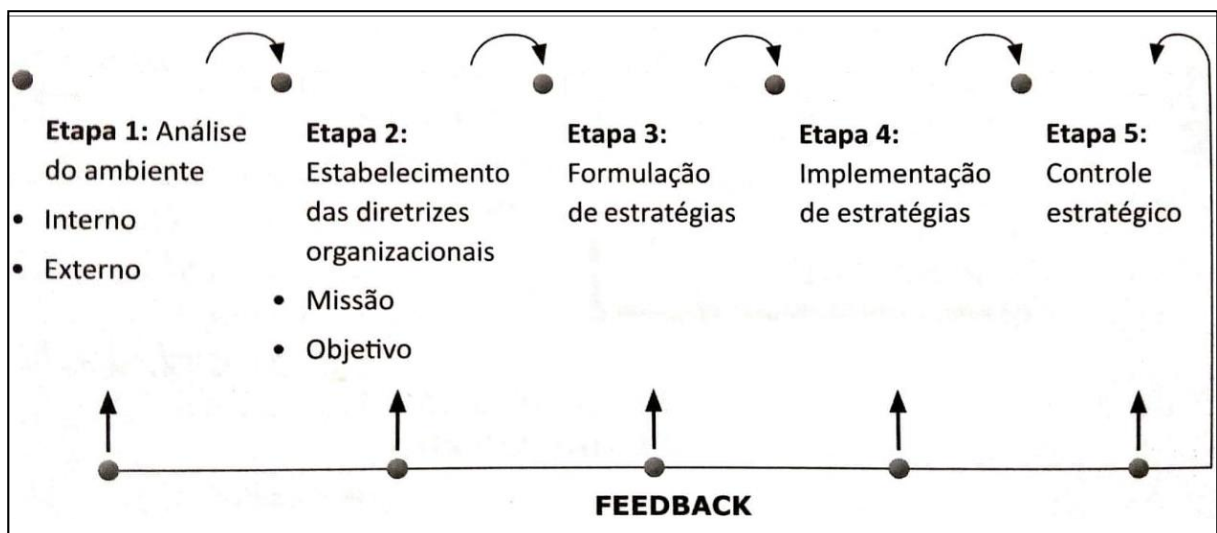 Etapa 1: Análise
do ambiente
• Interno
• Externo
Etapa 2:
Estabelecimento
das diretrizes
organizacionais
• Missão
• Objetivo
Etapa 3:
Formulação
de estratégias
Etapa 4:
Implementação
de estratégias
Etapa 5:
Controle
estratégico
FEEDBACK